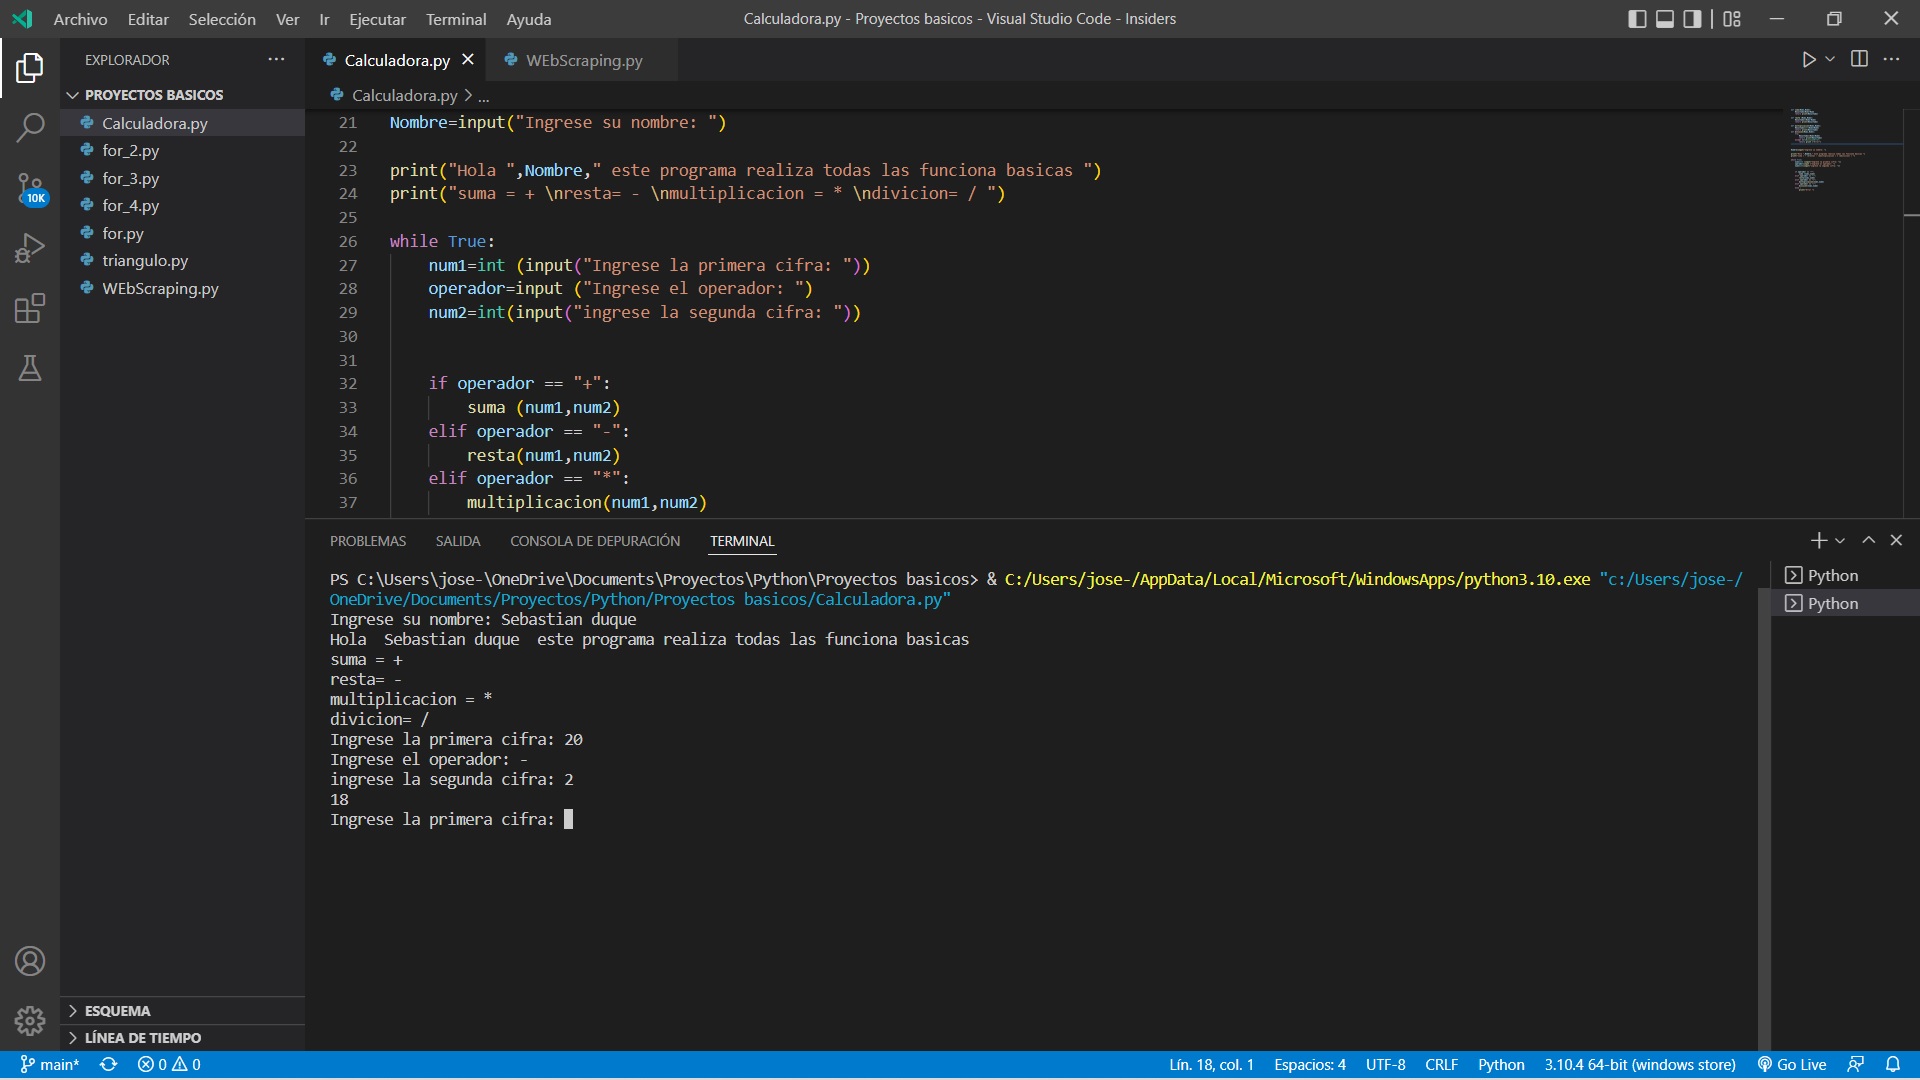 Archivo Editar Selección Ver Ir Ejecutar Terminal Ayuda
Calculadora.py - Proyectos basicos - Visual Studio Code - Insiders
EXPLORADOR
PROYECTOS BASICOS
Calculadora.py
for_2.py
for_3.py
for_4.py
for.py
triangulo.py
WEbScraping.py
10K
ESQUEMA
LÍNEA DE TIEMPO
Calculadora.py WEbScraping.py
Calculadora.py > ...
21 Nombre=input("Ingrese su nombre: ")
22
23 print("Hola ",Nombre," este programa realiza todas las funciona basicas ")
24 print("suma = + \nresta= - \nmultiplicacion = * \ndivicion= / ")
25
26 while True:
27 num1=int (input("Ingrese la primera cifra: "))
28 operador=input ("Ingrese el operador: ")
29 num2=int(input("ingrese la segunda cifra: "))
30
31
32 if operador == "+":
33 suma (num1,num2)
34 elif operador == "-":
35 resta(num1,num2)
36 elif operador == "*":
37 multiplicacion(num1,num2)
PROBLEMAS SALIDA CONSOLA DE DEPURACIÓN TERMINAL
PS C:\Users\jose-\OneDrive\Documents\Proyectos\Python\Proyectos basicos> & C:/Users/jose-/AppData/Local/Microsoft/WindowsApps/python3.10.exe "c:/Users/jose-/
OneDrive/Documents/Proyectos/Python/Proyectos basicos/Calculadora.py"
Ingrese su nombre: Sebastian duque
Hola  Sebastian duque  este programa realiza todas las funciona basicas
suma = +
resta= -
multiplicacion = *
divicion= /
Ingrese la primera cifra: 20
Ingrese el operador: -
ingrese la segunda cifra: 2
18
Ingrese la primera cifra:
Python
Python
main* 0 0
Lín. 18, col. 1 Espacios: 4 UTF-8 CRLF Python 3.10.4 64-bit (windows store) Go Live